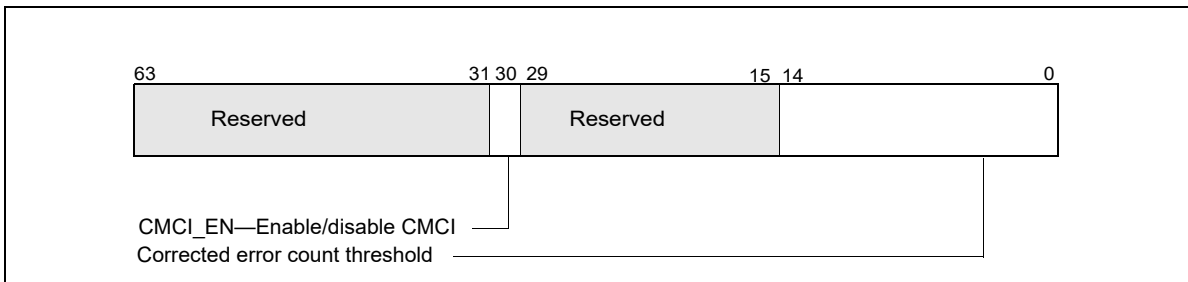 63 31 30 29 15 14 0
Reserved Reserved
CMCI_EN—Enable/disable CMCI
Corrected error count threshold